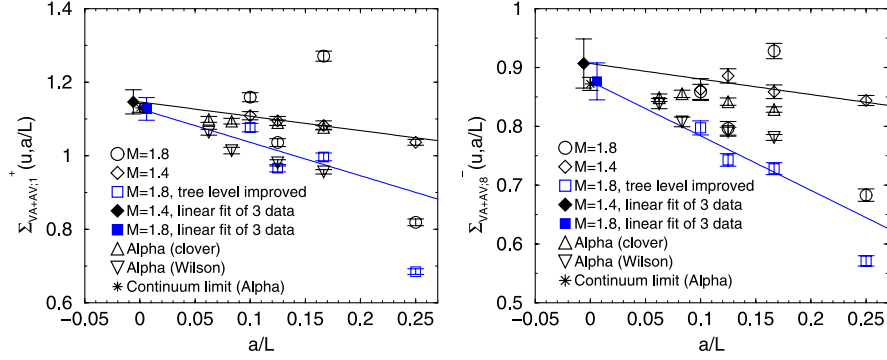 1.4
1.2
1
0.8
0.6
Σ_{VA+AV;1}^+(u,a/L)
M=1.8
M=1.4
M=1.8, tree level improved
M=1.4, linear fit of 3 data
M=1.8, linear fit of 3 data
Alpha (clover)
Alpha (Wilson)
Continuum limit (Alpha)
−0.05 0 0.05 0.1 0.15 0.2 0.25
a/L
1
0.9
0.8
0.7
0.6
0.5
Σ_{VA+AV;8}^-(u,a/L)
M=1.8
M=1.4
M=1.8, tree level improved
M=1.4, linear fit of 3 data
M=1.8, linear fit of 3 data
Alpha (clover)
Alpha (Wilson)
Continuum limit (Alpha)
−0.05 0 0.05 0.1 0.15 0.2 0.25
a/L